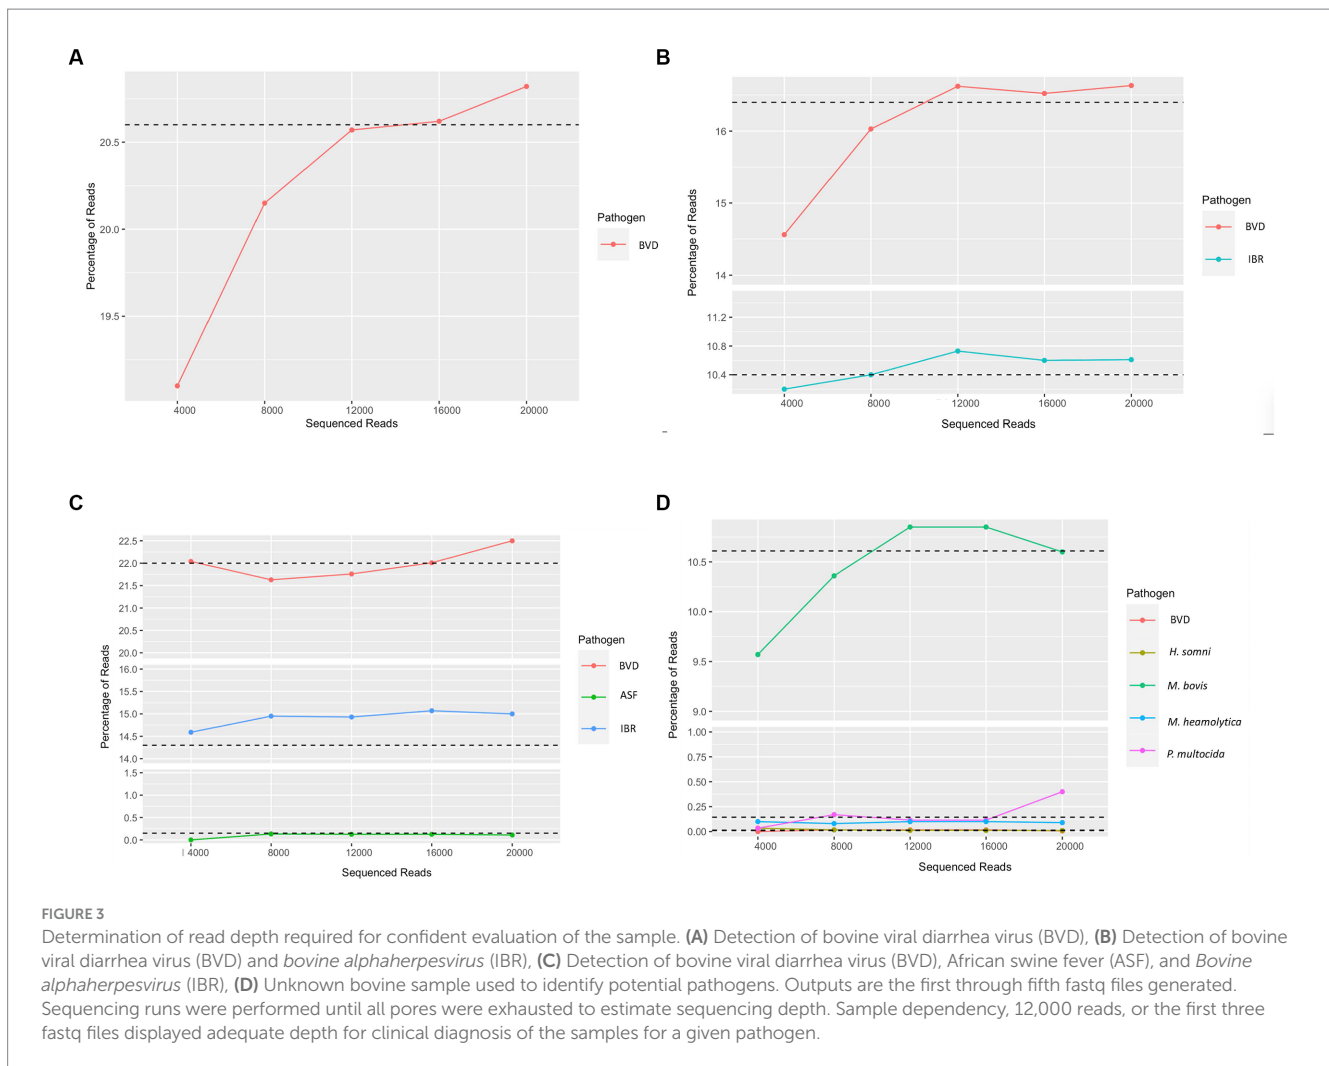 A
20.5
20.0
19.5
Percentage of Reads
4000 8000 12000 16000 20000
Sequenced Reads
Pathogen
BVD
B
16
15
14
11.2
10.8
10.4
Percentage of Reads
4000 8000 12000 16000 20000
Sequenced Reads
Pathogen
BVD
IBR
C
22.5
22.0
21.5
21.0
20.5
20.0
16.0
15.5
15.0
14.5
14.0
1.5
1.0
0.5
0.0
Percentage of Reads
4000 8000 12000 16000 20000
Sequenced Reads
Pathogen
BVD
ASF
IBR
D
10.5
10.0
9.5
9.0
1.00
0.75
0.50
0.25
0.00
Percentage of Reads
4000 8000 12000 16000 20000
Sequenced Reads
Pathogen
BVD
H. somni
M. bovis
M. heamolytica
P. multocida
FIGURE 3
Determination of read depth required for confident evaluation of the sample. (A) Detection of bovine viral diarrhea virus (BVD), (B) Detection of bovine
viral diarrhea virus (BVD) and bovine alphaherpesvirus (IBR), (C) Detection of bovine viral diarrhea virus (BVD), African swine fever (ASF), and Bovine
alphaherpesvirus (IBR), (D) Unknown bovine sample used to identify potential pathogens. Outputs are the first through fifth fastq files generated.
Sequencing runs were performed until all pores were exhausted to estimate sequencing depth. Sample dependency, 12,000 reads, or the first three
fastq files displayed adequate depth for clinical diagnosis of the samples for a given pathogen.